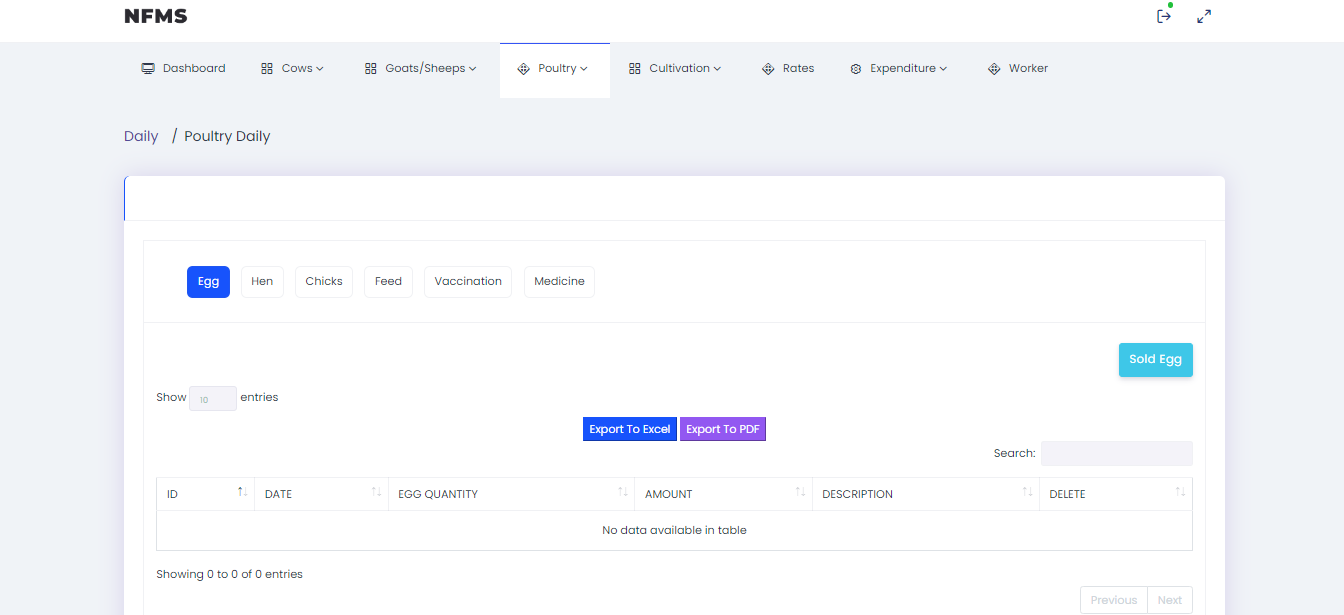 NFMS
Dashboard Cows Goats/Sheeps Poultry Cultivation Rates Expenditure Worker
Daily / Poultry Daily
Egg Hen Chicks Feed Vaccination Medicine
Sold Egg
Show 10 entries
Export To Excel Export To PDF
Search:
ID DATE EGG QUANTITY AMOUNT DESCRIPTION DELETE
No data available in table
Showing 0 to 0 of 0 entries
Previous Next